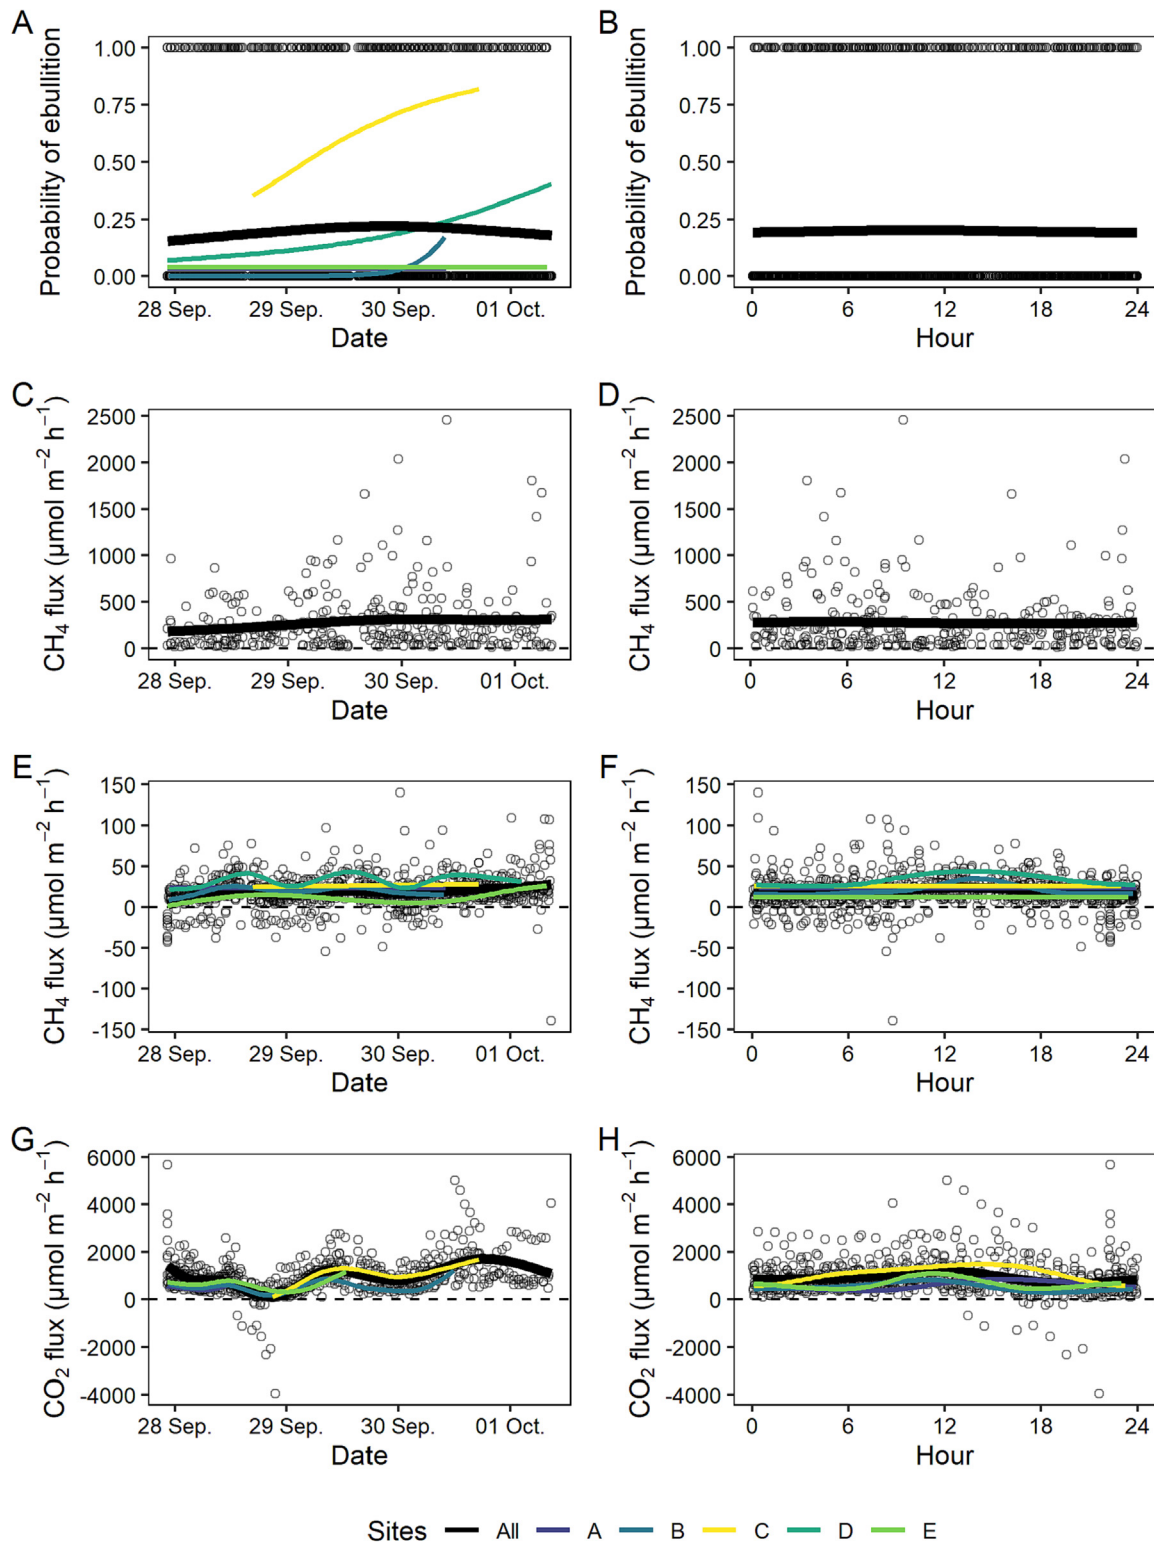 A
Probability of ebullition
1.00
0.75
0.50
0.25
0.00
28 Sep. 29 Sep. 30 Sep. 01 Oct.
Date
B
Probability of ebullition
1.00
0.75
0.50
0.25
0.00
0 6 12 18 24
Hour
C
CH₄ flux (µmol m⁻² h⁻¹)
2500
2000
1500
1000
500
0
28 Sep. 29 Sep. 30 Sep. 01 Oct.
Date
D
CH₄ flux (µmol m⁻² h⁻¹)
2500
2000
1500
1000
500
0
0 6 12 18 24
Hour
E
CH₄ flux (µmol m⁻² h⁻¹)
150
100
50
0
-50
-100
-150
28 Sep. 29 Sep. 30 Sep. 01 Oct.
Date
F
CH₄ flux (µmol m⁻² h⁻¹)
150
100
50
0
-50
-100
-150
0 6 12 18 24
Hour
G
CO₂ flux (µmol m⁻² h⁻¹)
6000
4000
2000
0
-2000
-4000
28 Sep. 29 Sep. 30 Sep. 01 Oct.
Date
H
CO₂ flux (µmol m⁻² h⁻¹)
6000
4000
2000
0
-2000
-4000
0 6 12 18 24
Hour
Sites All A B C D E